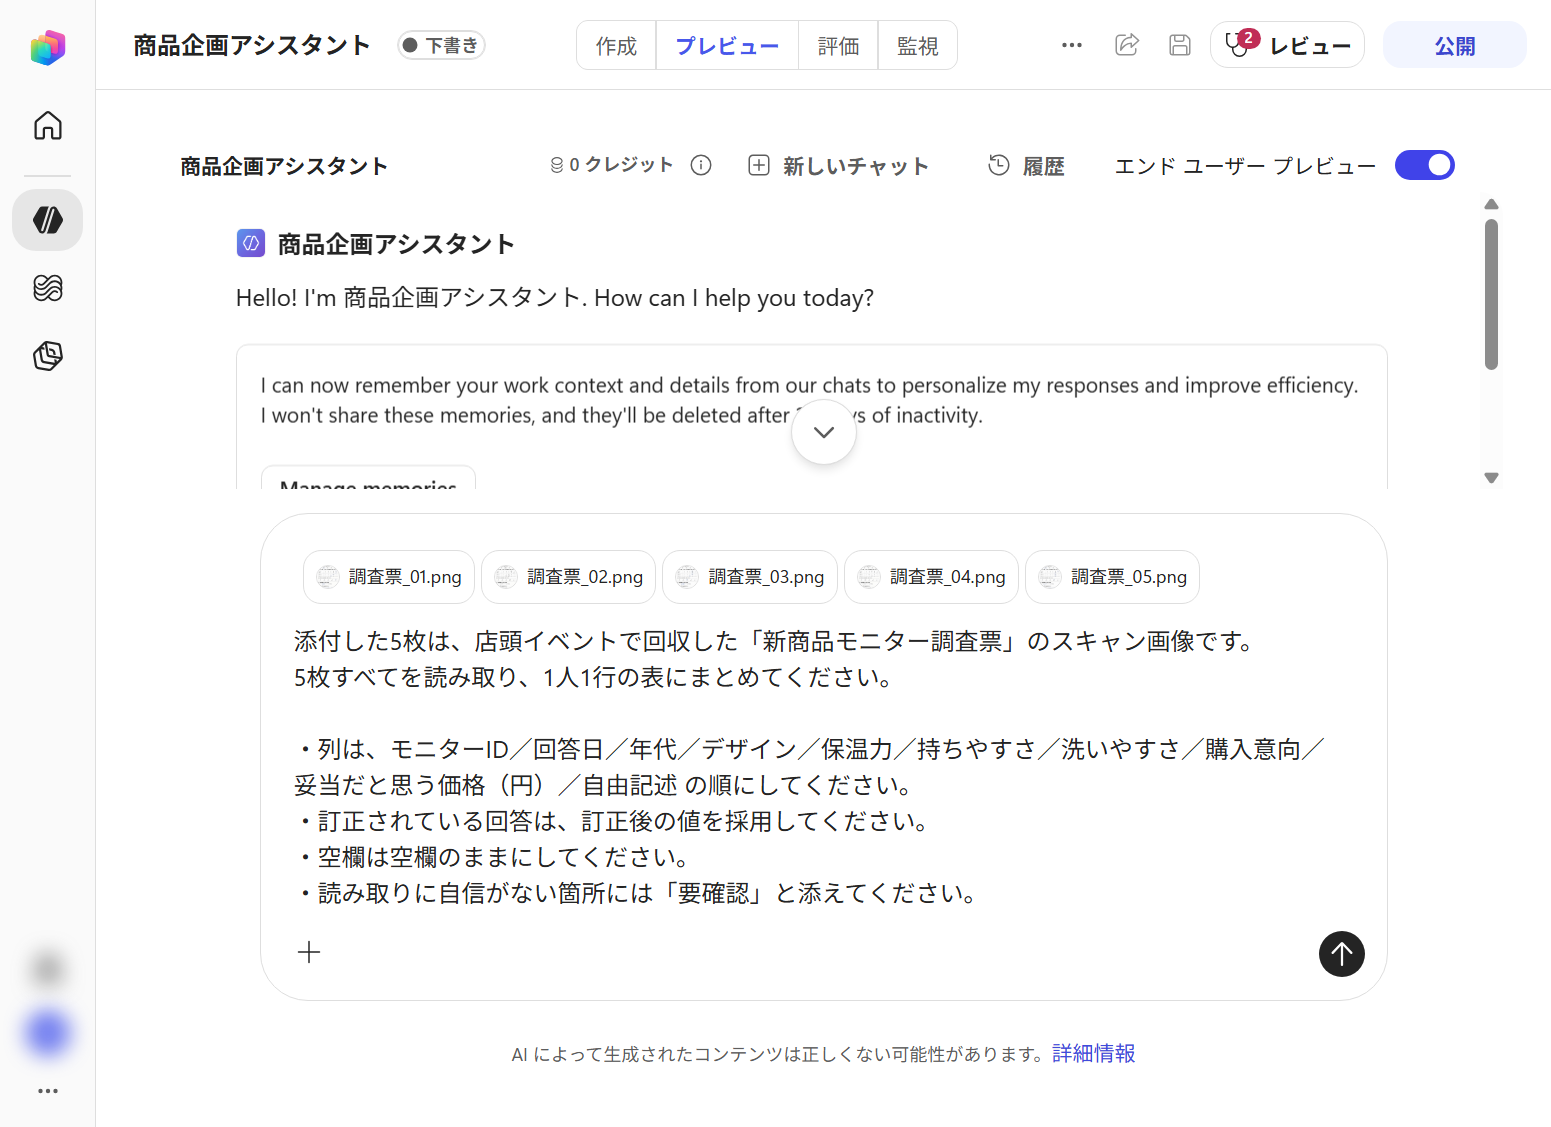 商品企画アシスタント
下書き
作成
プレビュー
評価
監視
2
レビュー
公開
商品企画アシスタント
0 クレジット
新しいチャット
履歴
エンド ユーザー プレビュー
商品企画アシスタント
Hello! I'm 商品企画アシスタント. How can I help you today?
I can now remember your work context and details from our chats to personalize my responses and improve efficiency.
I won't share these memories, and they'll be deleted after of inactivity.
Manage memories
調査票_01.png
調査票_02.png
調査票_03.png
調査票_04.png
調査票_05.png
添付した5枚は、店頭イベントで回収した「新商品モニター調査票」のスキャン画像です。
5枚すべてを読み取り、1人1行の表にまとめてください。
・列は、モニターID／回答日／年代／デザイン／保温力／持ちやすさ／洗いやすさ／購入意向／
妥当だと思う価格（円）／自由記述 の順にしてください。
・訂正されている回答は、訂正後の値を採用してください。
・空欄は空欄のままにしてください。
・読み取りに自信がない箇所には「要確認」と添えてください。
AI によって生成されたコンテンツは正しくない可能性があります。詳細情報